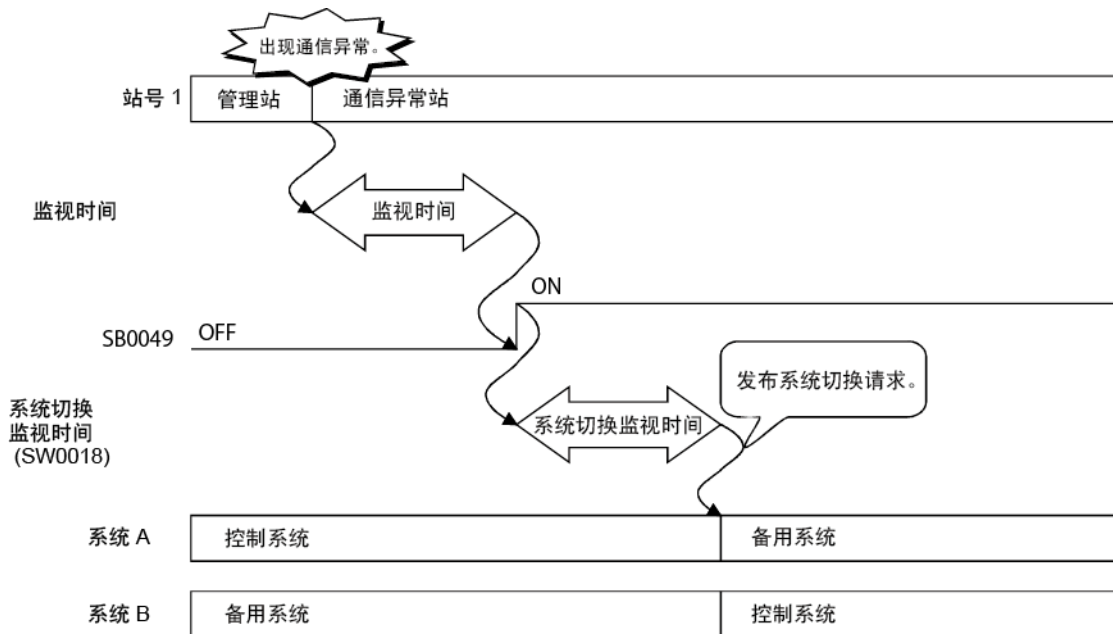 出现通信异常。
站号 1
管理站
通信异常站
监视时间
监视时间
ON
SB0049
OFF
发布系统切换请求。
系统切换
监视时间
(SW0018)
系统切换监视时间
系统 A
控制系统
备用系统
系统 B
备用系统
控制系统